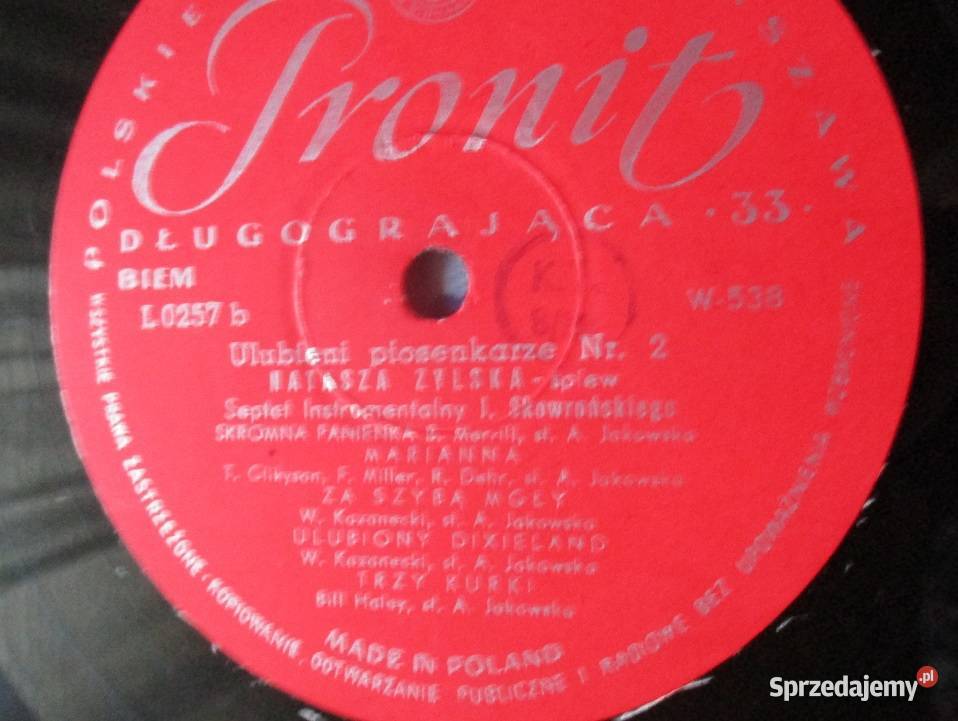 POLSKIE
SZAWA
Pronit
DŁUGOGRAJĄCA · 33 ·
BIEM
L 0257 b
W-538
Ulubieni piosenkarze Nr. 2
NATASZA ZYLSKA - śpiew
Septet Instrumentalny I. Skowrońskiego
SKROMNA PANIENKA B. Merrill, sł. A. Jakowska
MARIANNA
T. Glikyson, F. Miller, R. Dehr, sł. A. Jakowska
ZA SZYBĄ MGŁY
W. Kazanecki, sł. A. Jakowska
ULUBIONY DIXIELAND
W. Kazanecki, sł. A. Jakowska
TRZY KURKI
Bill Haley, sł. A. Jakowska
MADE IN POLAND
WSZYSTKIE PRAWA ZASTRZEŻONE · KOPIOWANIE, ODTWARZANIE PUBLICZNE I RADIOWE BEZ UPOWAŻNIENIA WZBRONIONE
Sprzedajemy.pl